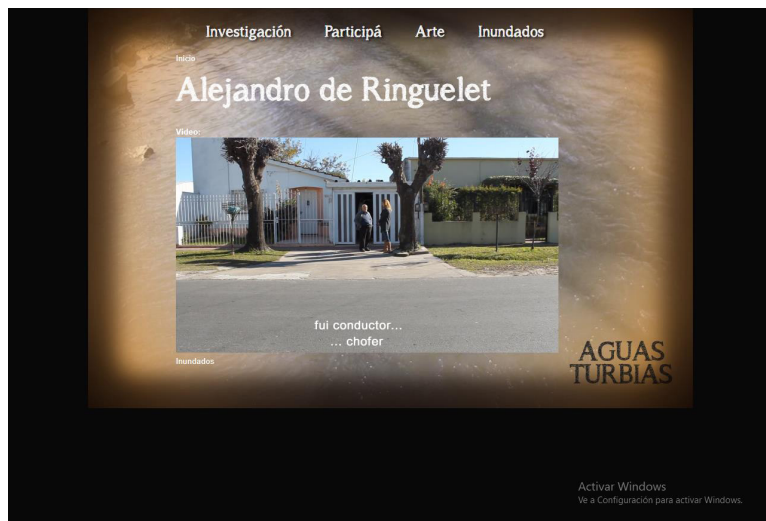 Investigación Participá Arte Inundados
Inicio
Alejandro de Ringuelet
Video:
fui conductor...
... chofer
Inundados
AGUAS
TURBIAS
Activar Windows
Ve a Configuración para activar Windows.